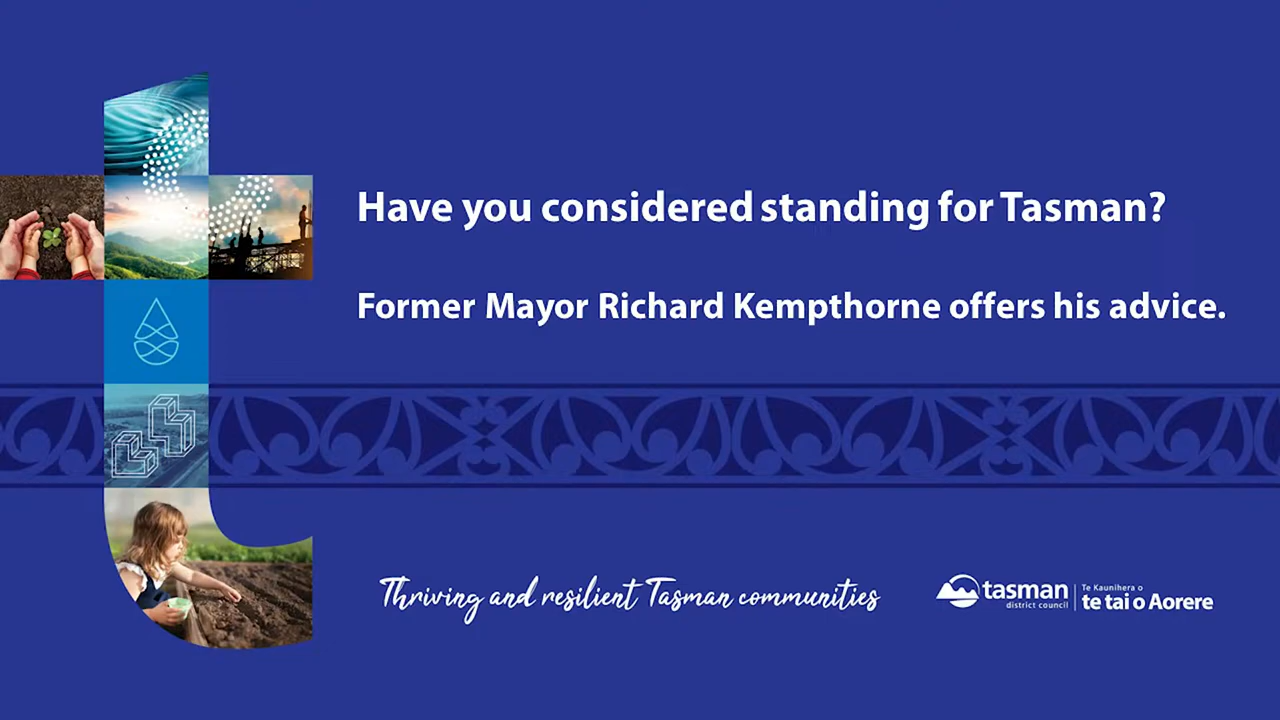 Have you considered standing for Tasman?
Former Mayor Richard Kempthorne offers his advice.
Thriving and resilient Tasman communities
tasman
district council
Te Kaunihera o
te tai o Aorere